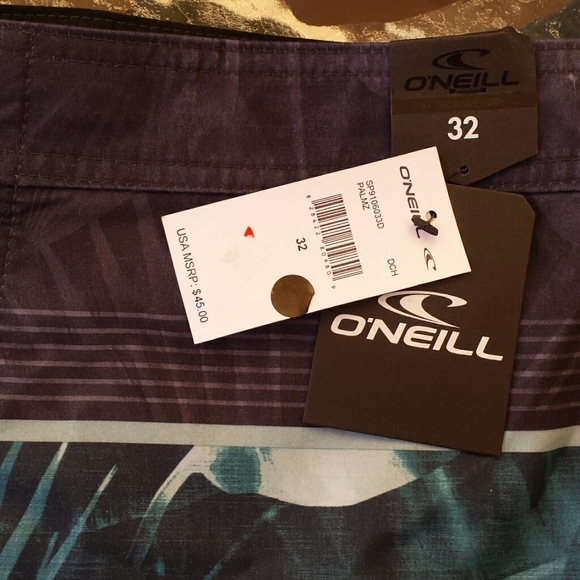 O'NEILL
32
O'NEILL
SP9106033D
PALMZ
DCH
32
USA MSRP: $45.00
O'NEILL